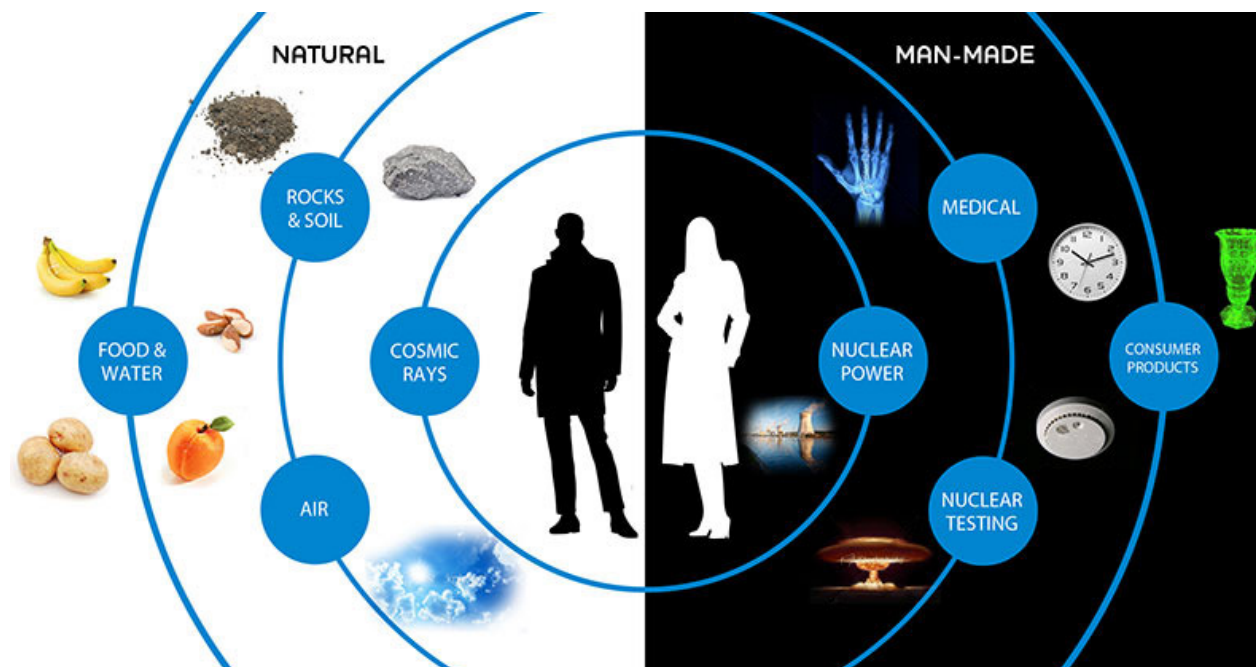 NATURAL
MAN-MADE
ROCKS
& SOIL
MEDICAL
FOOD &
WATER
COSMIC
RAYS
NUCLEAR
POWER
CONSUMER
PRODUCTS
AIR
NUCLEAR
TESTING